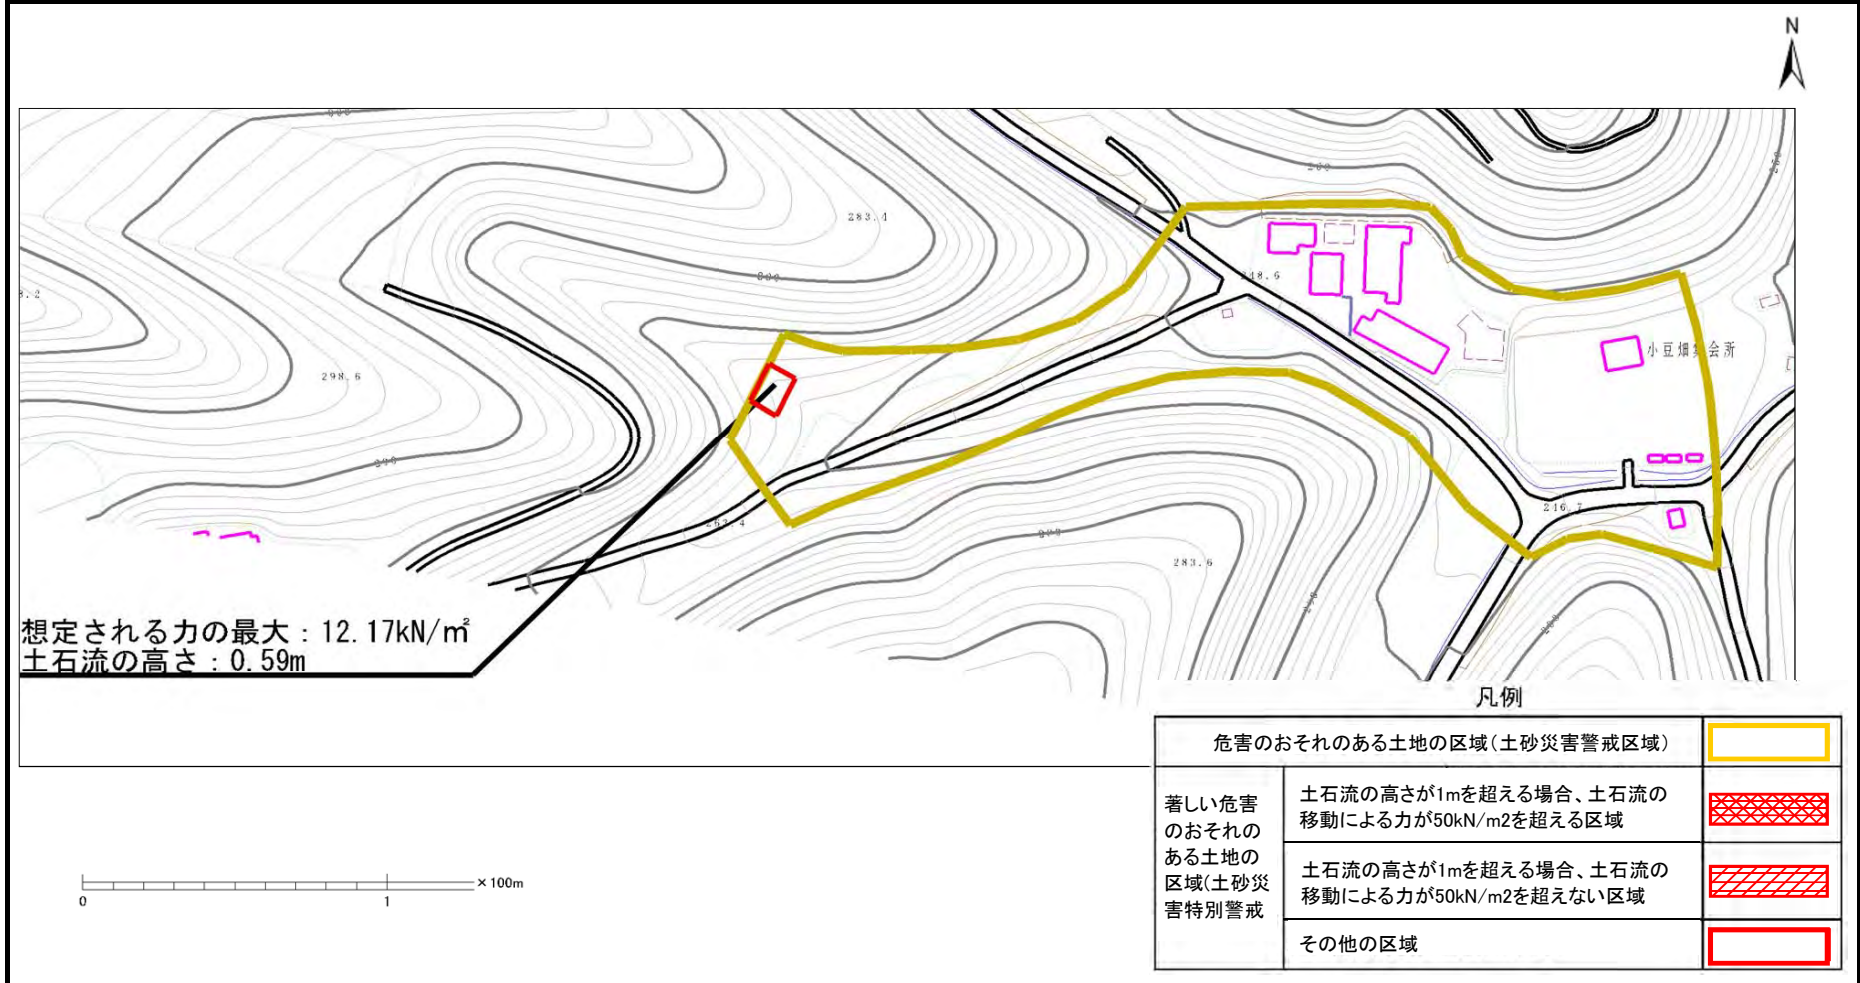 N
283.4
248.6
260
298.6
小豆畑集会所
263.4
246.7
283.6
想定される力の最大：12.17kN/㎡
土石流の高さ：0.59m
凡例
危害のおそれのある土地の区域（土砂災害警戒区域）
著しい危害
のおそれの
ある土地の
区域(土砂災
害特別警戒
土石流の高さが1mを超える場合、土石流の
移動による力が50kN/m2を超える区域
土石流の高さが1mを超える場合、土石流の
移動による力が50kN/m2を超えない区域
その他の区域
×100m
0
1